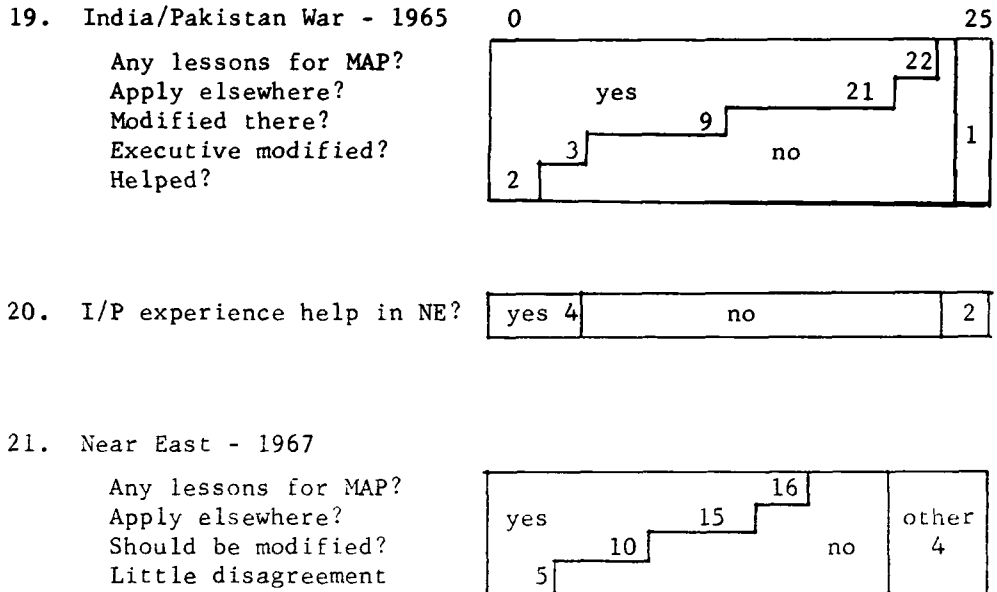 19. India/Pakistan War - 1965 0 25
Any lessons for MAP? 22
Apply elsewhere? yes 21
Modified there? 9 1
Executive modified? 3 no
Helped? 2
20. I/P experience help in NE? yes 4 no 2
21. Near East - 1967
Any lessons for MAP? 16
Apply elsewhere? yes 15 other
Should be modified? 10 no 4
Little disagreement 5